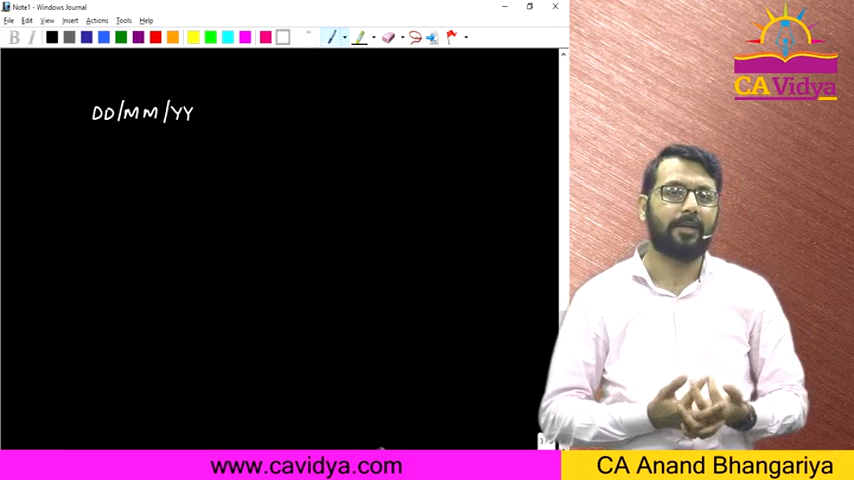 Note1 - Windows Journal
File Edit View Insert Actions Tools Help
B I
DD/MM/YY
CA Vidya
www.cavidya.com
CA Anand Bhangariya